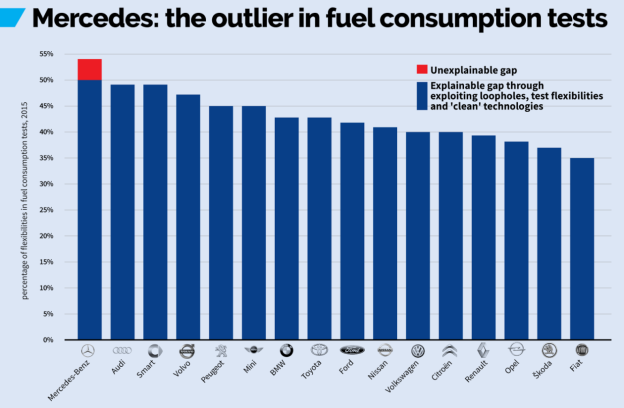 Mercedes: the outlier in fuel consumption tests
percentage of flexibilities in fuel consumption tests, 2015
55%
50%
45%
40%
35%
30%
25%
20%
15%
10%
5%
0%
Unexplainable gap
Explainable gap through
exploiting loopholes, test flexibilities
and 'clean' technologies
Mercedes-Benz
Audi
Smart
Volvo
Peugeot
Mini
BMW
Toyota
Ford
Nissan
Volkswagen
Citroën
Renault
Opel
Škoda
Fiat